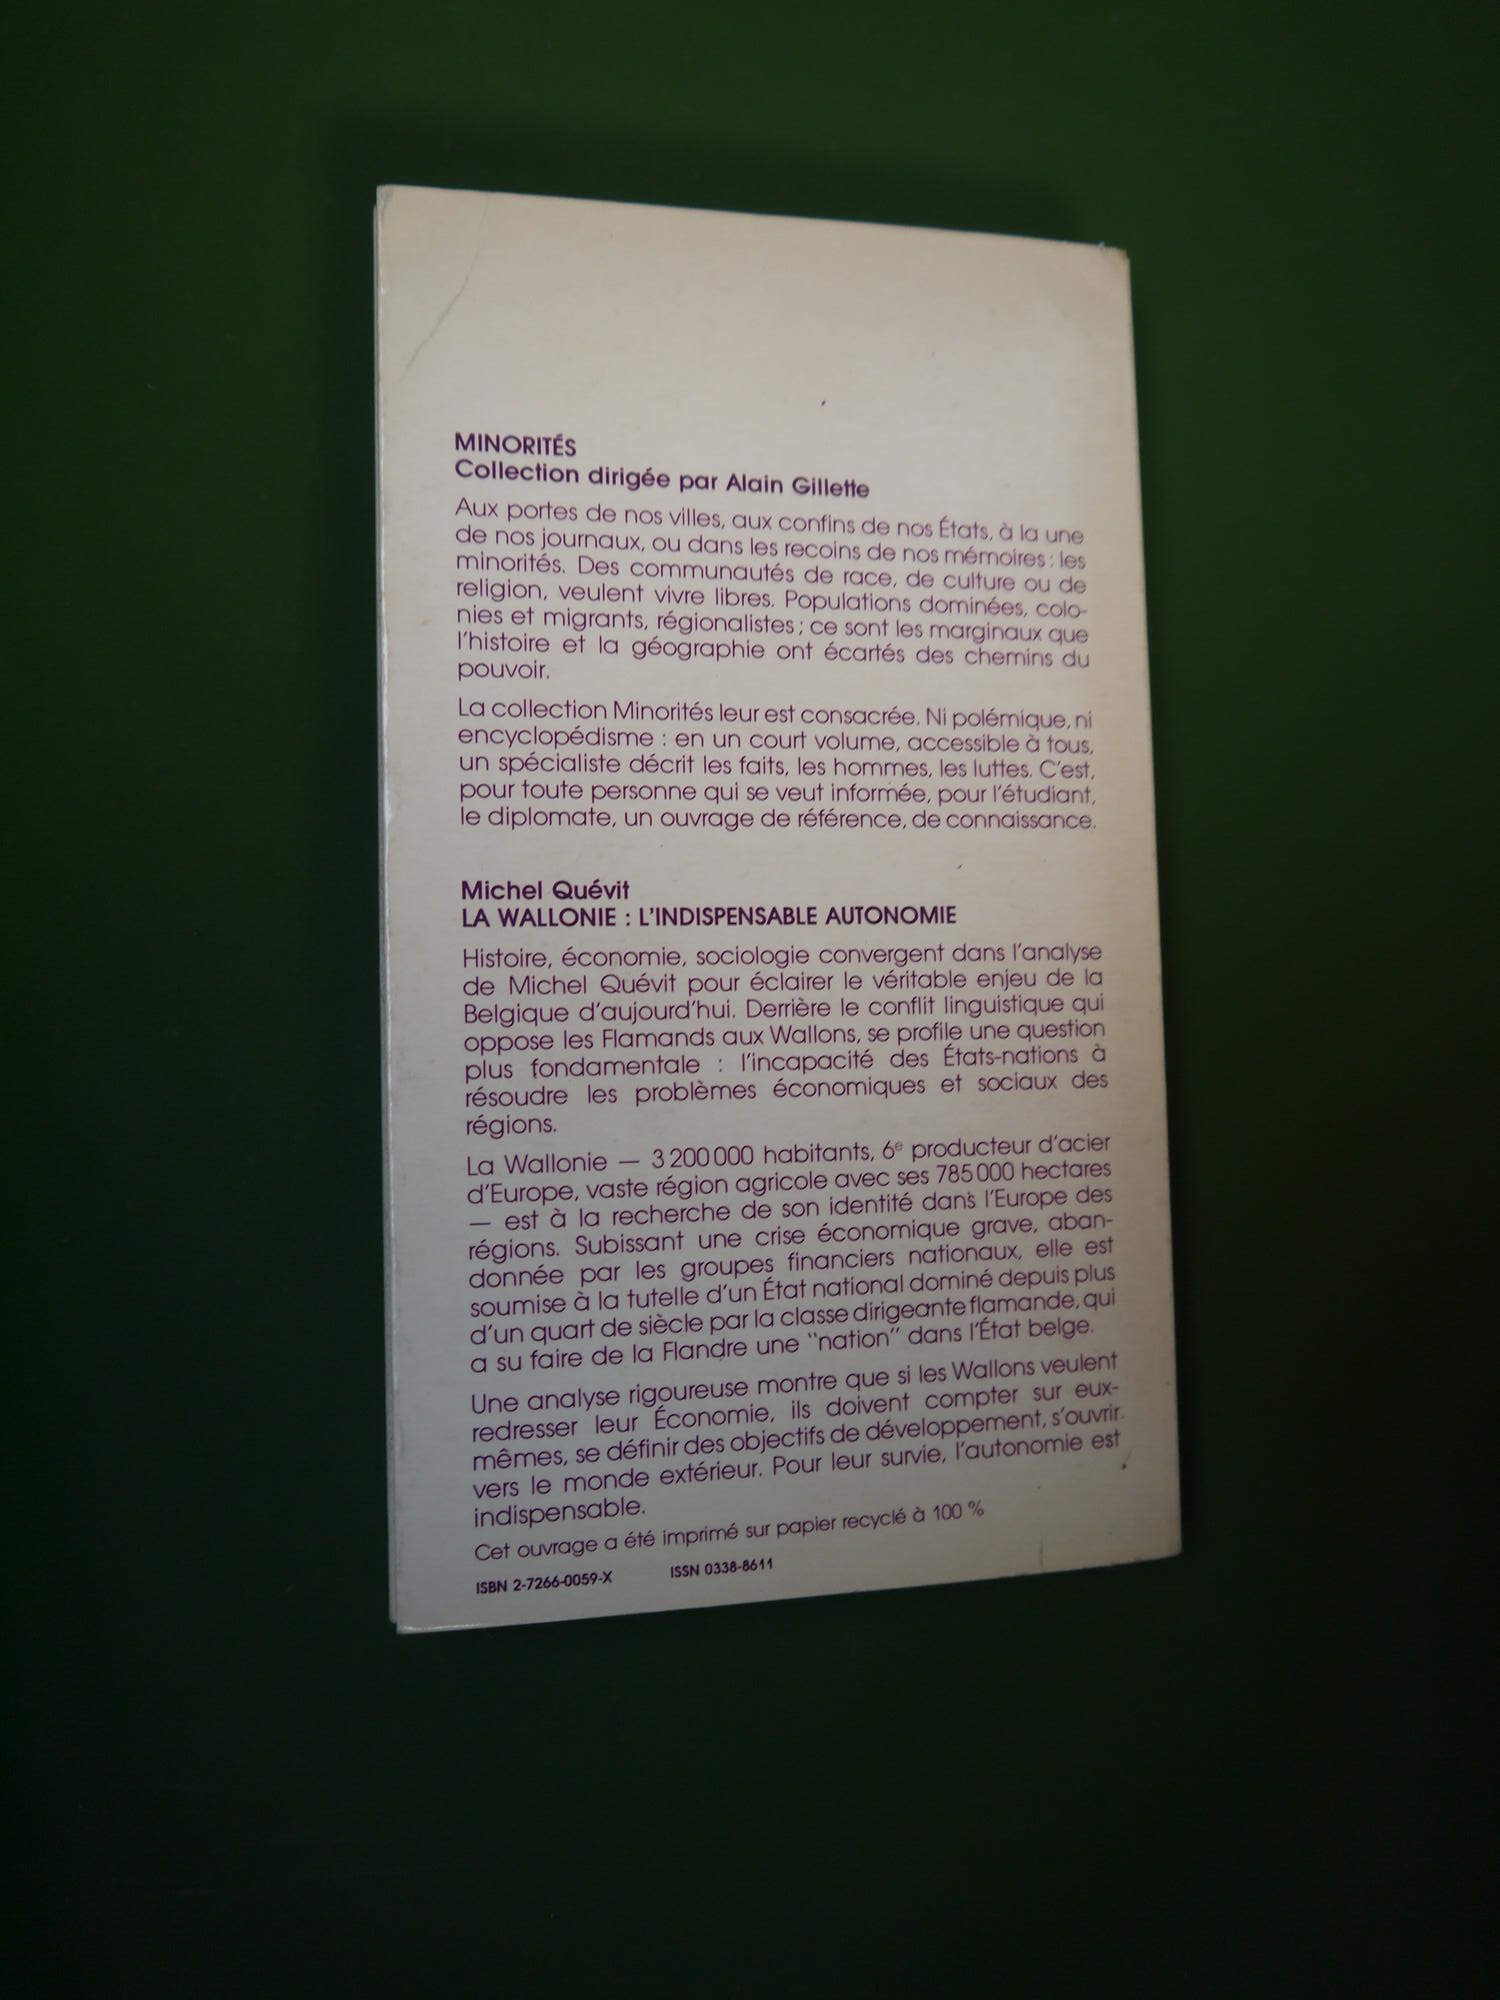 MINORITÉS
Collection dirigée par Alain Gillette
Aux portes de nos villes, aux confins de nos États, à la une
de nos journaux, ou dans les recoins de nos mémoires : les
minorités. Des communautés de race, de culture ou de
religion, veulent vivre libres. Populations dominées, colo-
nies et migrants, régionalistes ; ce sont les marginaux que
l'histoire et la géographie ont écartés des chemins du
pouvoir.
La collection Minorités leur est consacrée. Ni polémique, ni
encyclopédisme : en un court volume, accessible à tous,
un spécialiste décrit les faits, les hommes, les luttes. C'est,
pour toute personne qui se veut informée, pour l'étudiant,
le diplomate, un ouvrage de référence, de connaissance.
Michel Quévit
LA WALLONIE : L'INDISPENSABLE AUTONOMIE
Histoire, économie, sociologie convergent dans l'analyse
de Michel Quévit pour éclairer le véritable enjeu de la
Belgique d'aujourd'hui. Derrière le conflit linguistique qui
oppose les Flamands aux Wallons, se profile une question
plus fondamentale : l'incapacité des États-nations à
résoudre les problèmes économiques et sociaux des
régions.
La Wallonie — 3 200 000 habitants, 6e producteur d'acier
d'Europe, vaste région agricole avec ses 785 000 hectares
— est à la recherche de son identité dans l'Europe des
régions. Subissant une crise économique grave, aban-
donnée par les groupes financiers nationaux, elle est
soumise à la tutelle d'un État national dominé depuis plus
d'un quart de siècle par la classe dirigeante flamande, qui
a su faire de la Flandre une "nation" dans l'État belge.
Une analyse rigoureuse montre que si les Wallons veulent
redresser leur Économie, ils doivent compter sur eux-
mêmes, se définir des objectifs de développement, s'ouvrir
vers le monde extérieur. Pour leur survie, l'autonomie est
indispensable.
Cet ouvrage a été imprimé sur papier recyclé à 100 %
ISBN 2-7266-0059-X ISSN 0338-8611